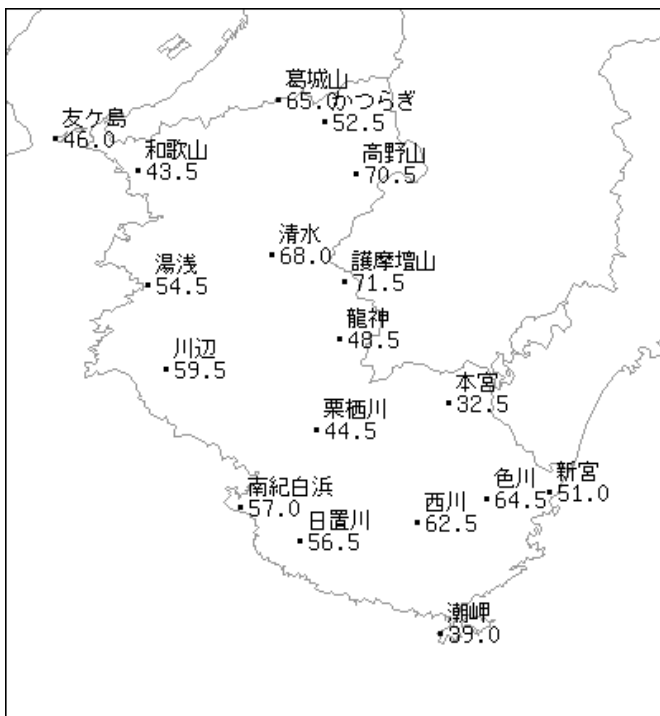 葛城山
65.0
かつらぎ
52.5
友ケ島
46.0
和歌山
43.5
高野山
70.5
清水
68.0
湯浅
54.5
護摩壇山
71.5
龍神
48.5
川辺
59.5
本宮
32.5
栗栖川
44.5
南紀白浜
57.0
日置川
56.5
西川
62.5
色川
64.5
新宮
51.0
潮岬
39.0